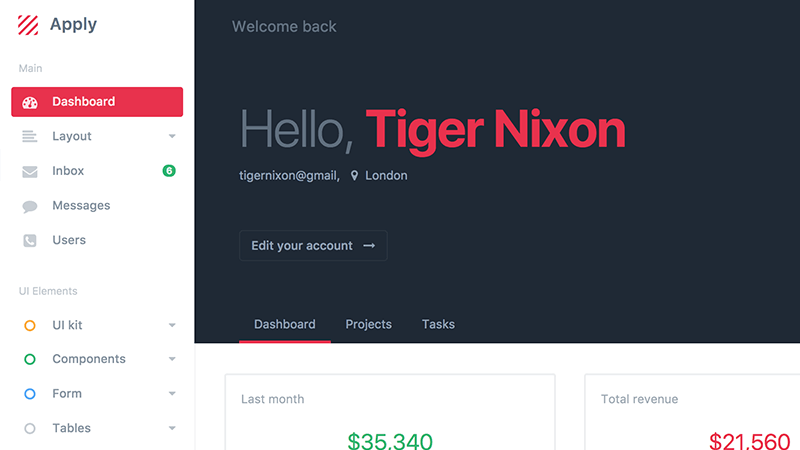 Apply
Main
Dashboard
Layout
Inbox 6
Messages
Users
UI Elements
UI kit
Components
Form
Tables
Welcome back
Hello, Tiger Nixon
tigernixon@gmail, London
Edit your account →
Dashboard Projects Tasks
Last month
$35,340
Total revenue
$21,560